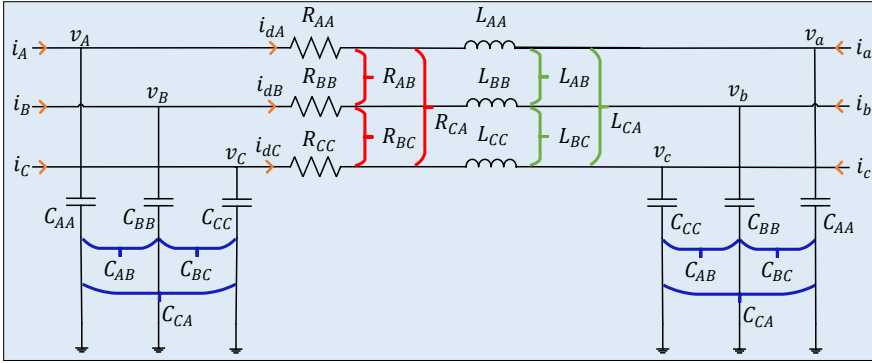 i_A v_A i_dA R_AA L_AA v_a i_a
R_AB L_AB
i_B v_B i_dB R_BB L_BB v_b i_b
R_CA L_CA
R_BC L_BC
i_C v_C i_dC R_CC L_CC v_c i_c
C_AA C_BB C_CC C_CC C_BB C_AA
C_AB C_BC C_AB C_BC
C_CA C_CA